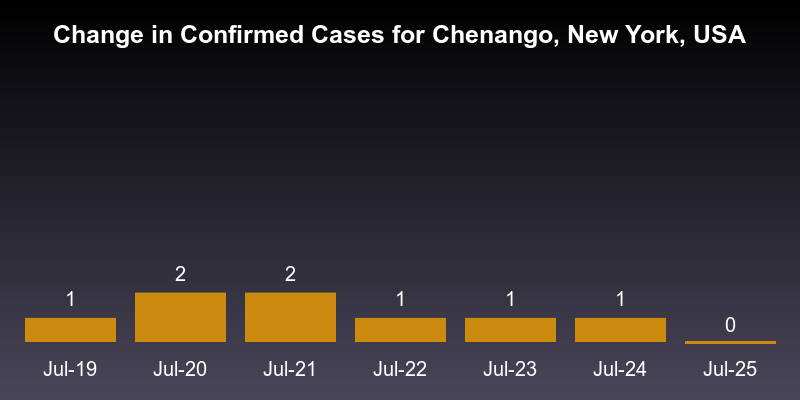 Change in Confirmed Cases for Chenango, New York, USA
1 2 2 1 1 1 0
Jul-19 Jul-20 Jul-21 Jul-22 Jul-23 Jul-24 Jul-25